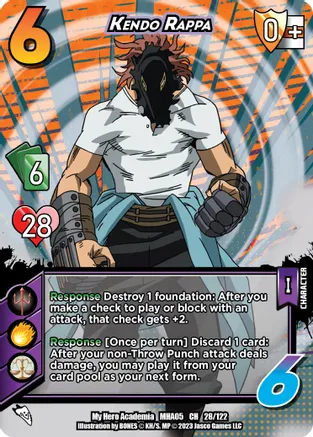 6
KENDO RAPPA
0 +
6
28
Response Destroy 1 foundation: After you
make a check to play or block with an
attack, that check gets +2.
Response [Once per turn] Discard 1 card:
After your non-Throw Punch attack deals
damage, you may play it from your
card pool as your next form.
I
CHARACTER
6
My Hero Academia MHA05 CH 28/122
Illustration by BONES © KH/S. MP © 2023 Jasco Games LLC